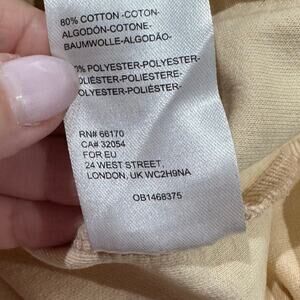 80% COTTON -COTON-
ALGODÓN-COTONE-
BAUMWOLLE-ALGODÃO-
0% POLYESTER-POLYESTER-
POLIÉSTER-POLIESTERE-
POLYESTER-POLIÉSTER-
RN# 66170
CA# 32054
FOR EU
24 WEST STREET,
LONDON, UK WC2H9NA
OB1468375